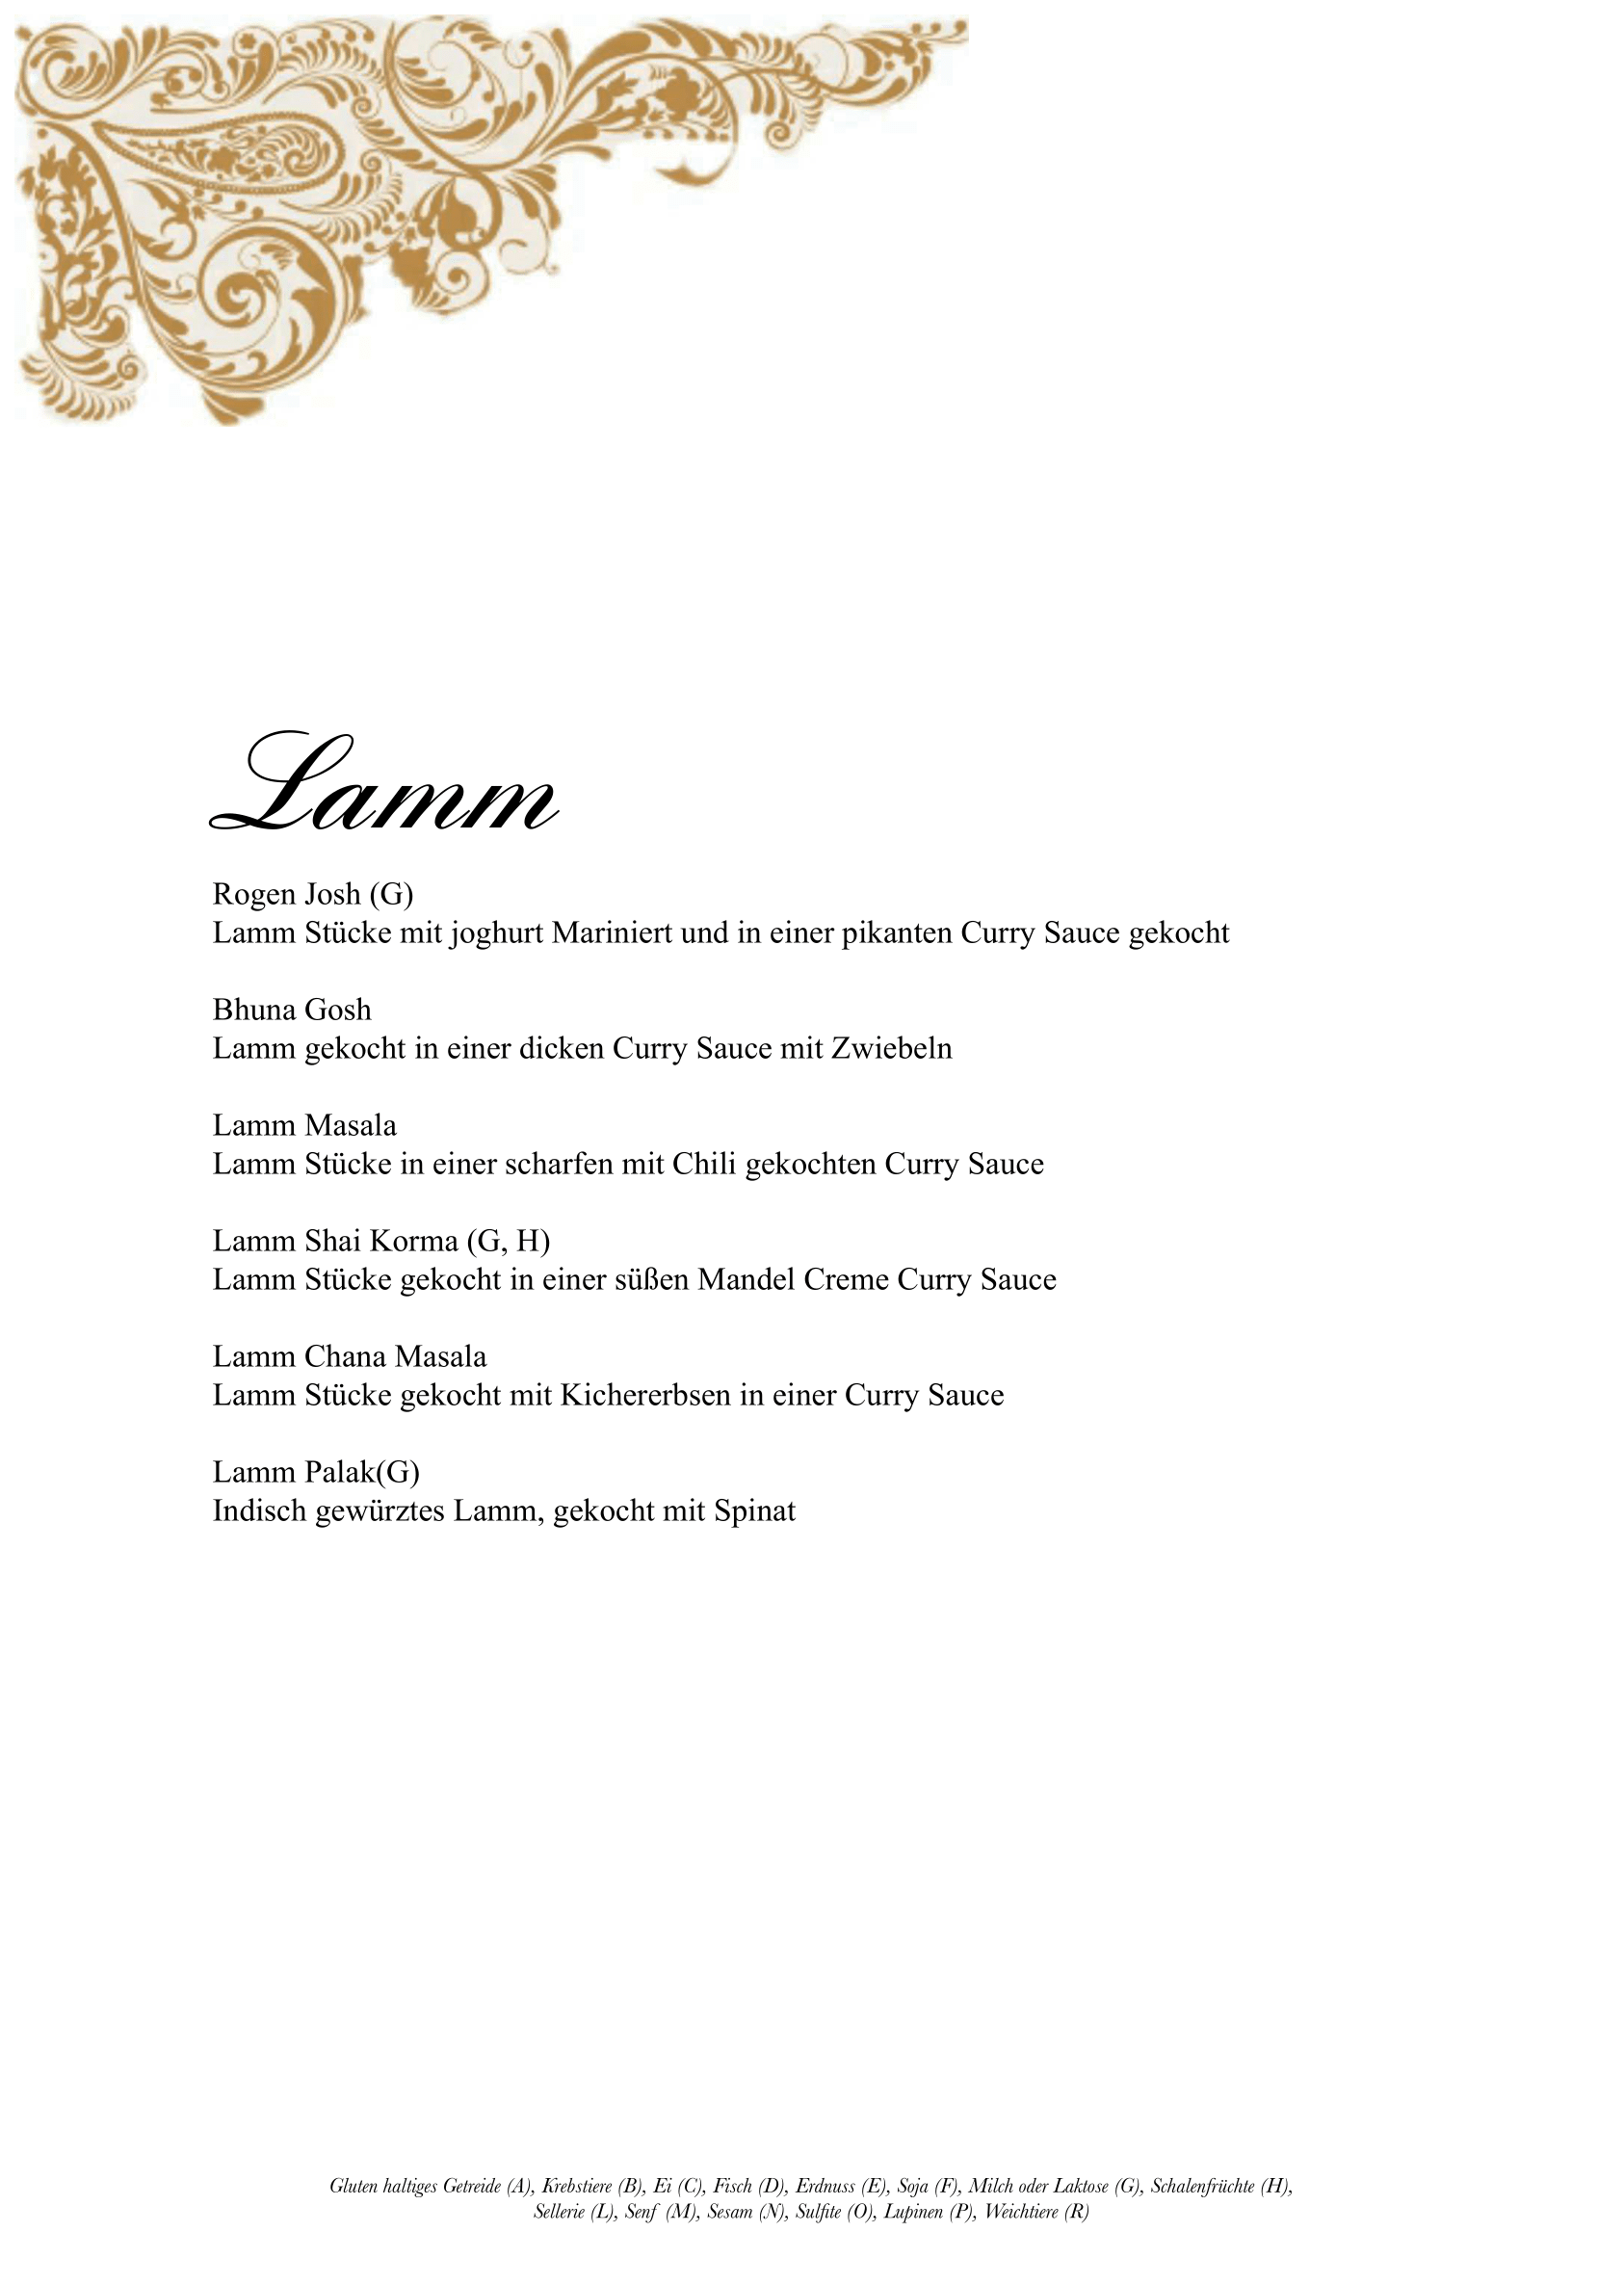 Lamm
Rogen Josh (G)
Lamm Stücke mit joghurt Mariniert und in einer pikanten Curry Sauce gekocht
Bhuna Gosh
Lamm gekocht in einer dicken Curry Sauce mit Zwiebeln
Lamm Masala
Lamm Stücke in einer scharfen mit Chili gekochten Curry Sauce
Lamm Shai Korma (G, H)
Lamm Stücke gekocht in einer süßen Mandel Creme Curry Sauce
Lamm Chana Masala
Lamm Stücke gekocht mit Kichererbsen in einer Curry Sauce
Lamm Palak(G)
Indisch gewürztes Lamm, gekocht mit Spinat
Gluten haltiges Getreide (A), Krebstiere (B), Ei (C), Fisch (D), Erdnuss (E), Soja (F), Milch oder Laktose (G), Schalenfrüchte (H),
Sellerie (L), Senf (M), Sesam (N), Sulfite (O), Lupinen (P), Weichtiere (R)